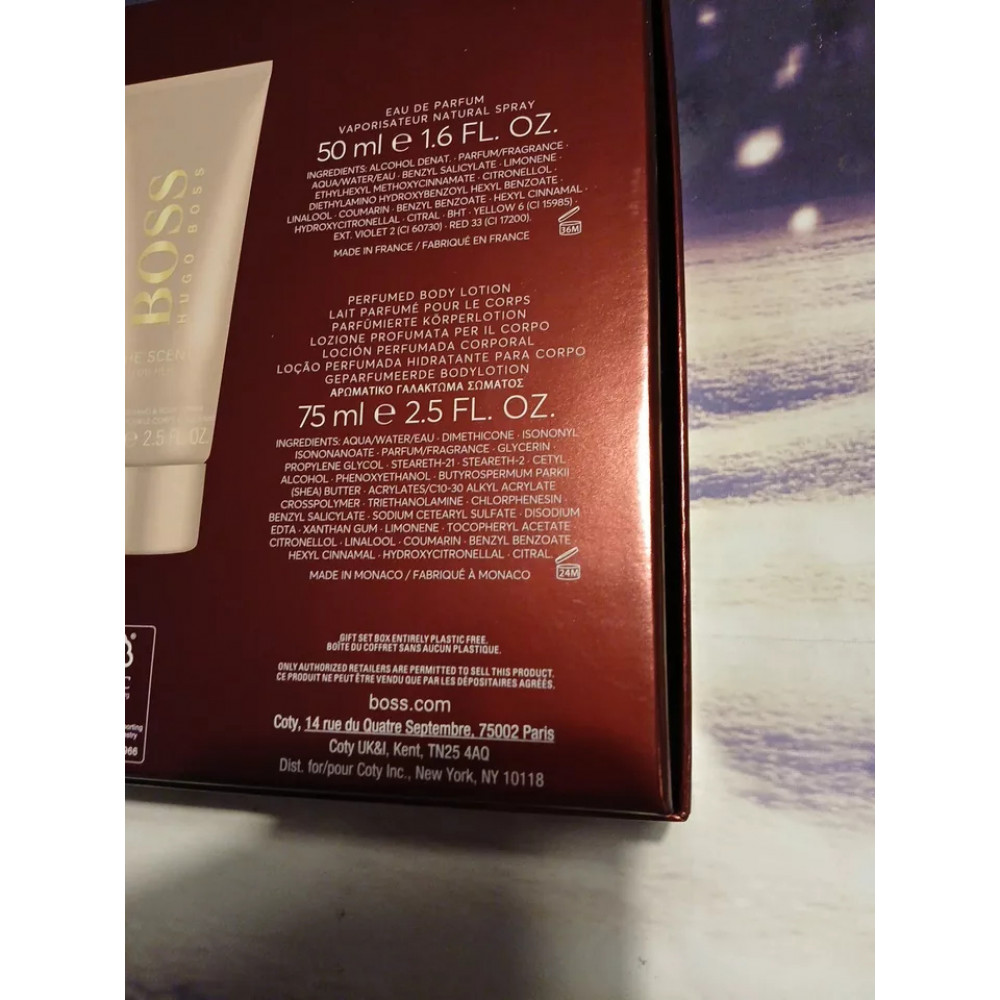 BOSS
HUGO BOSS
HE SCEN
2.5 FL. OZ.
EAU DE PARFUM
VAPORISATEUR NATURAL SPRAY
50 ml ℮ 1.6 FL. OZ.
INGREDIENTS: ALCOHOL DENAT. · PARFUM/FRAGRANCE ·
AQUA/WATER/EAU · BENZYL SALICYLATE · LIMONENE ·
ETHYLHEXYL METHOXYCINNAMATE · CITRONELLOL ·
DIETHYLAMINO HYDROXYBENZOYL HEXYL BENZOATE ·
LINALOOL · COUMARIN · BENZYL BENZOATE · HEXYL CINNAMAL ·
HYDROXYCITRONELLAL · CITRAL · BHT · YELLOW 6 (CI 15985) ·
EXT. VIOLET 2 (CI 60730) · RED 33 (CI 17200).
36M
MADE IN FRANCE / FABRIQUÉ EN FRANCE
PERFUMED BODY LOTION
LAIT PARFUMÉ POUR LE CORPS
PARFÜMIERTE KÖRPERLOTION
LOZIONE PROFUMATA PER IL CORPO
LOCIÓN PERFUMADA CORPORAL
LOÇÃO PERFUMADA HIDRATANTE PARA CORPO
GEPARFUMEERDE BODYLOTION
ΑΡΩΜΑΤΙΚΟ ΓΑΛΑΚΤΩΜΑ ΣΩΜΑΤΟΣ
75 ml ℮ 2.5 FL. OZ.
INGREDIENTS: AQUA/WATER/EAU · DIMETHICONE · ISONONYL
ISONONANOATE · PARFUM/FRAGRANCE · GLYCERIN ·
PROPYLENE GLYCOL · STEARETH-21 · STEARETH-2 · CETYL
ALCOHOL · PHENOXYETHANOL · BUTYROSPERMUM PARKII
(SHEA) BUTTER · ACRYLATES/C10-30 ALKYL ACRYLATE
CROSSPOLYMER · TRIETHANOLAMINE · CHLORPHENESIN ·
BENZYL SALICYLATE · SODIUM CETEARYL SULFATE · DISODIUM
EDTA · XANTHAN GUM · LIMONENE · TOCOPHERYL ACETATE ·
CITRONELLOL · LINALOOL · COUMARIN · BENZYL BENZOATE ·
HEXYL CINNAMAL · HYDROXYCITRONELLAL · CITRAL.
24M
MADE IN MONACO / FABRIQUÉ À MONACO
GIFT SET BOX ENTIRELY PLASTIC FREE.
BOÎTE DU COFFRET SANS AUCUN PLASTIQUE.
ONLY AUTHORIZED RETAILERS ARE PERMITTED TO SELL THIS PRODUCT.
CE PRODUIT NE PEUT ÊTRE VENDU QUE PAR LES DÉPOSITAIRES AGRÉÉS.
boss.com
Coty, 14 rue du Quatre Septembre, 75002 Paris
Coty UK&I, Kent, TN25 4AQ
Dist. for/pour Coty Inc., New York, NY 10118
966